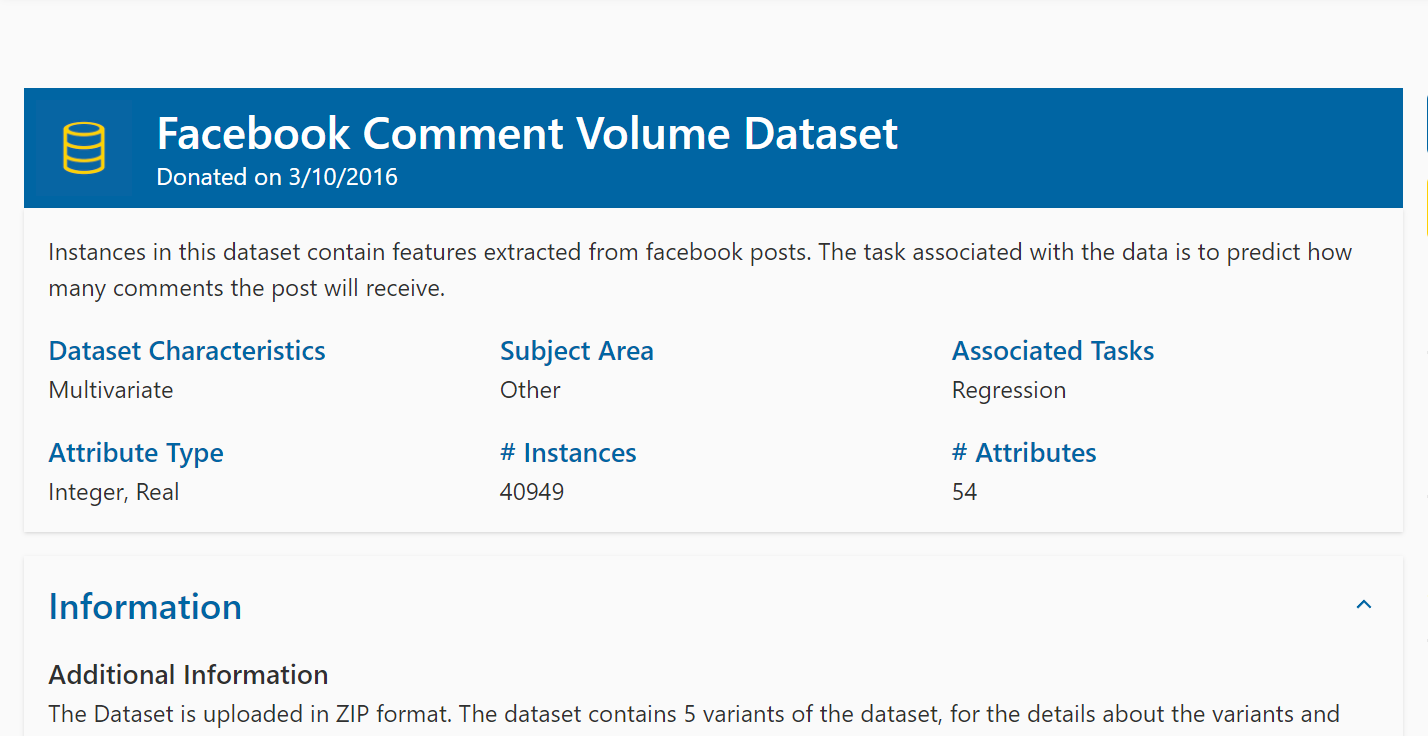 Facebook Comment Volume Dataset
Donated on 3/10/2016
Instances in this dataset contain features extracted from facebook posts. The task associated with the data is to predict how
many comments the post will receive.
Dataset Characteristics
Multivariate
Subject Area
Other
Associated Tasks
Regression
Attribute Type
Integer, Real
# Instances
40949
# Attributes
54
Information
Additional Information
The Dataset is uploaded in ZIP format. The dataset contains 5 variants of the dataset, for the details about the variants and